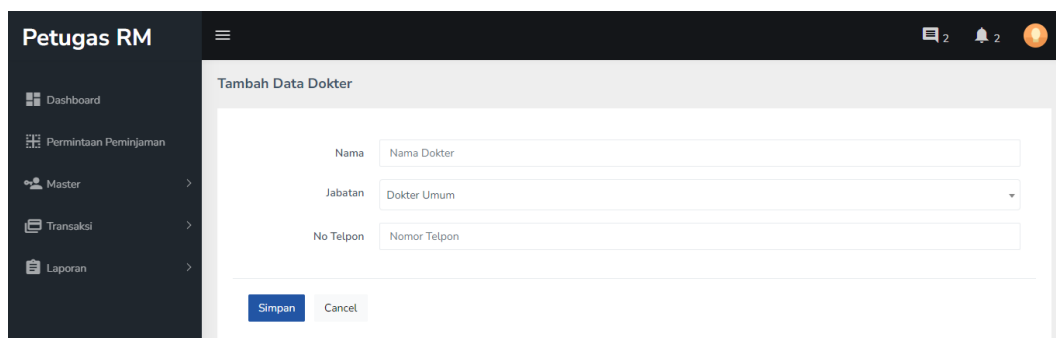 Petugas RM
2 2
Tambah Data Dokter
Dashboard
Permintaan Peminjaman
Master
Transaksi
Laporan
Nama Nama Dokter
Jabatan Dokter Umum
No Telpon Nomor Telpon
Simpan Cancel